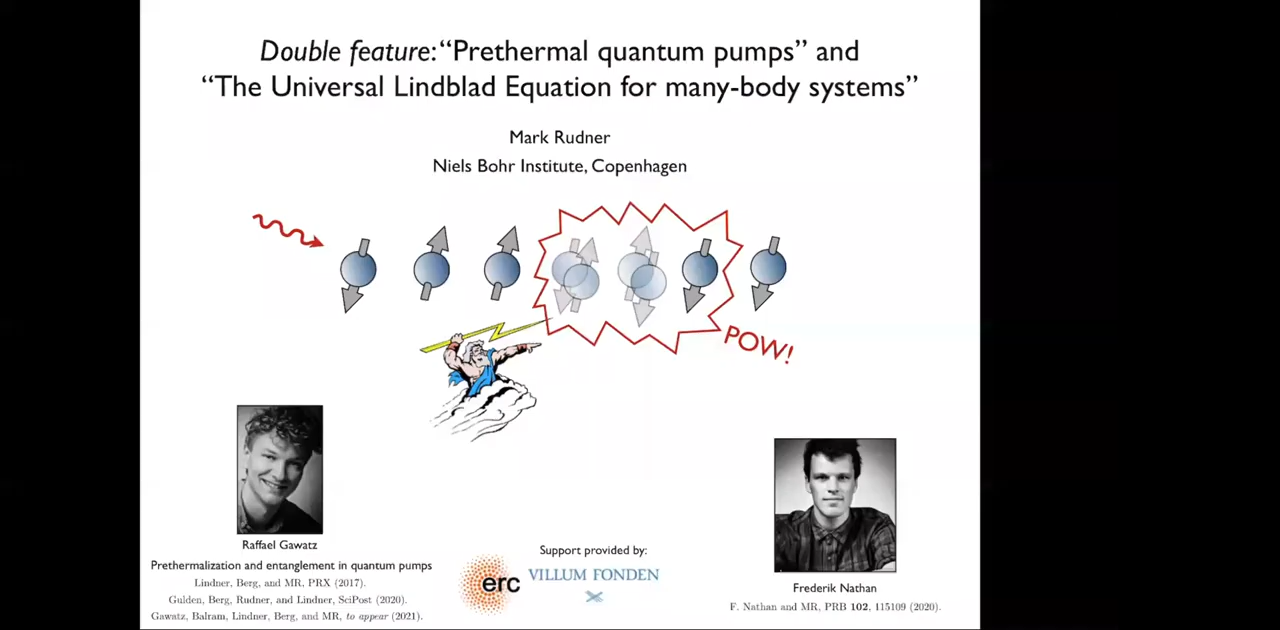 Double feature: “Prethermal quantum pumps” and
“The Universal Lindblad Equation for many-body systems”
Mark Rudner
Niels Bohr Institute, Copenhagen
POW!
Raffael Gawatz
Prethermalization and entanglement in quantum pumps
Lindner, Berg, and MR, PRX (2017).
Gulden, Berg, Rudner, and Lindner, SciPost (2020).
Gawatz, Balram, Lindner, Berg, and MR, to appear (2021).
Support provided by:
erc
VILLUM FONDEN
Frederik Nathan
F. Nathan and MR, PRB 102, 115109 (2020).